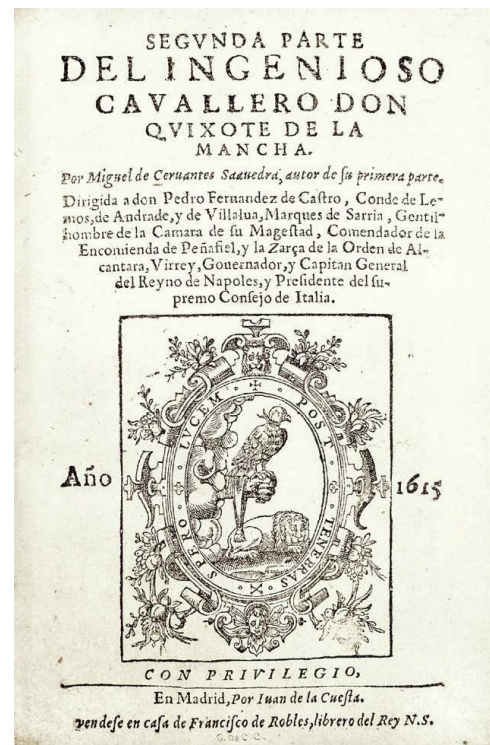 SEGVNDA PARTE
DEL INGENIOSO
CAVALLERO DON
QVIXOTE DE LA
MANCHA.
Por Miguel de Ceruantes Saauedra, autor de su primera parte.
Dirigida a don Pedro Fernandez de Castro, Conde de Le-
mos, de Andrade, y de Villalua, Marques de Sarria, Gentil-
hombre de la Camara de su Magestad, Comendador de la
Encomienda de Peñafiel, y la Zarça de la Orden de Al-
cantara, Virrey, Gouernador, y Capitan General
del Reyno de Napoles, y Presidente del su-
premo Consejo de Italia.
SPERO LVCEM POST TENEBRAS
Año 1615
CON PRIVILEGIO,
En Madrid, Por Iuan de la Cuesta.
vendese en casa de Francisco de Robles, librero del Rey N.S.